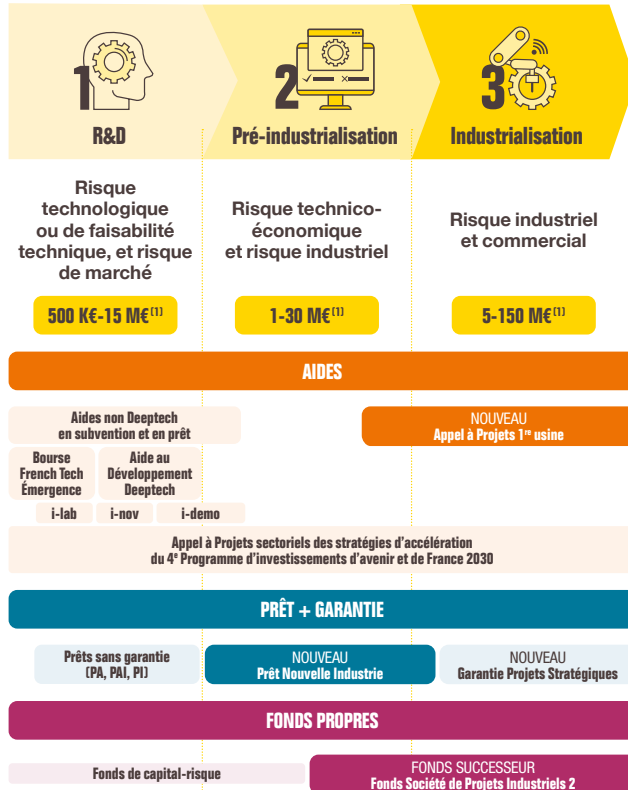 1
R&D
2
Pré-industrialisation
3
Industrialisation
Risque
technologique
ou de faisabilité
technique, et risque
de marché
Risque technico-
économique
et risque industriel
Risque industriel
et commercial
500 K€-15 M€(1)
1-30 M€(1)
5-150 M€(1)
AIDES
Aides non Deeptech
en subvention et en prêt
NOUVEAU
Appel à Projets 1re usine
Bourse
French Tech
Émergence
Aide au
Développement
Deeptech
i-lab
i-nov
i-demo
Appel à Projets sectoriels des stratégies d'accélération
du 4e Programme d'investissements d'avenir et de France 2030
PRÊT + GARANTIE
Prêts sans garantie
(PA, PAI, PI)
NOUVEAU
Prêt Nouvelle Industrie
NOUVEAU
Garantie Projets Stratégiques
FONDS PROPRES
Fonds de capital-risque
FONDS SUCCESSEUR
Fonds Société de Projets Industriels 2